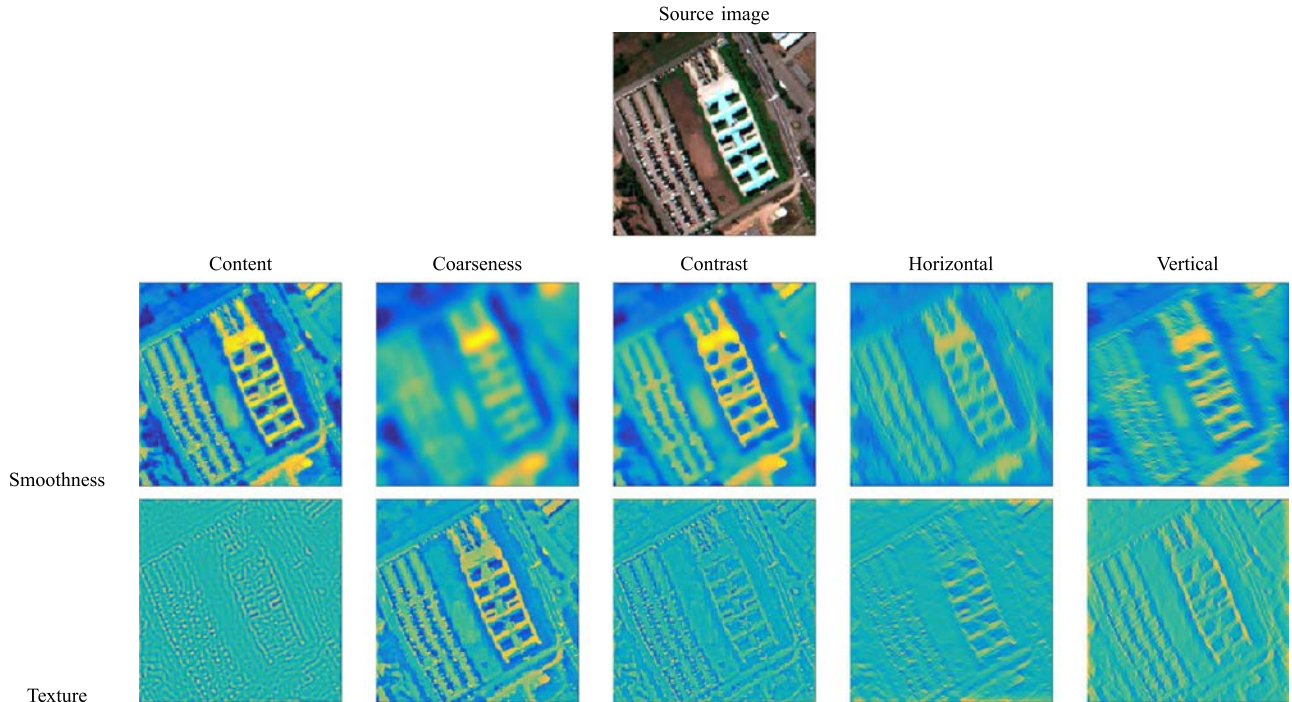 Source image
Content Coarseness Contrast Horizontal Vertical
Smoothness
Texture